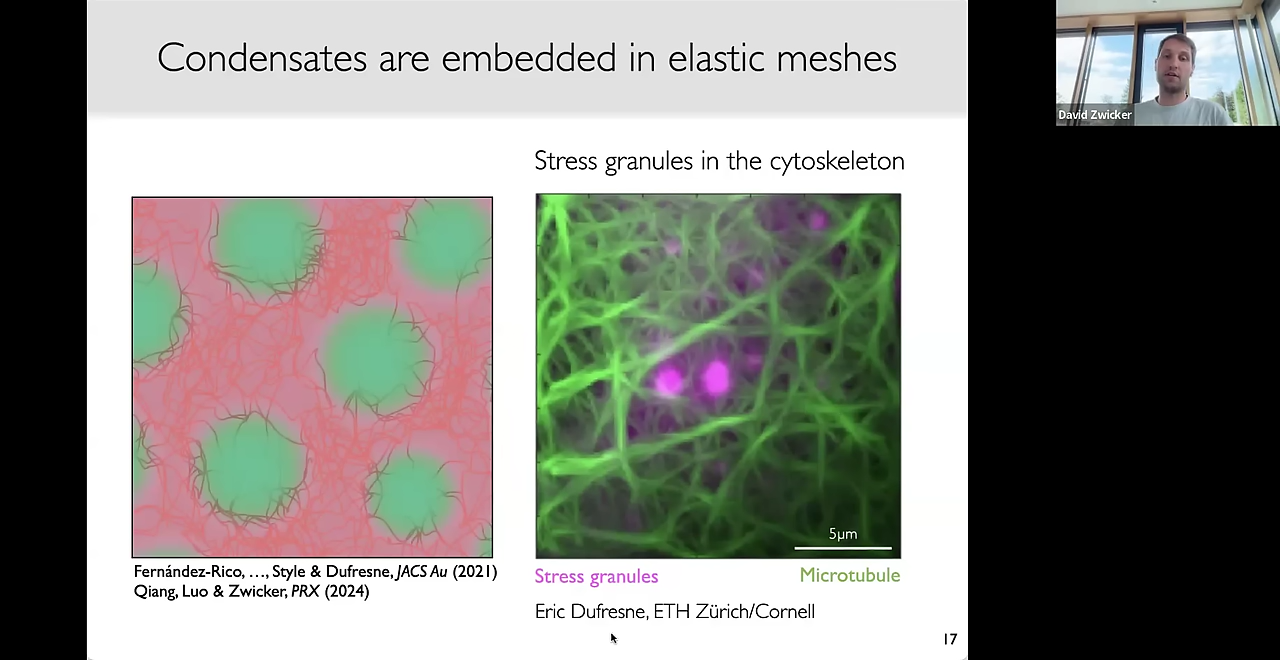 Condensates are embedded in elastic meshes
David Zwicker
Stress granules in the cytoskeleton
5µm
Fernández-Rico, …, Style & Dufresne, JACS Au (2021)
Qiang, Luo & Zwicker, PRX (2024)
Stress granules
Microtubule
Eric Dufresne, ETH Zürich/Cornell
17